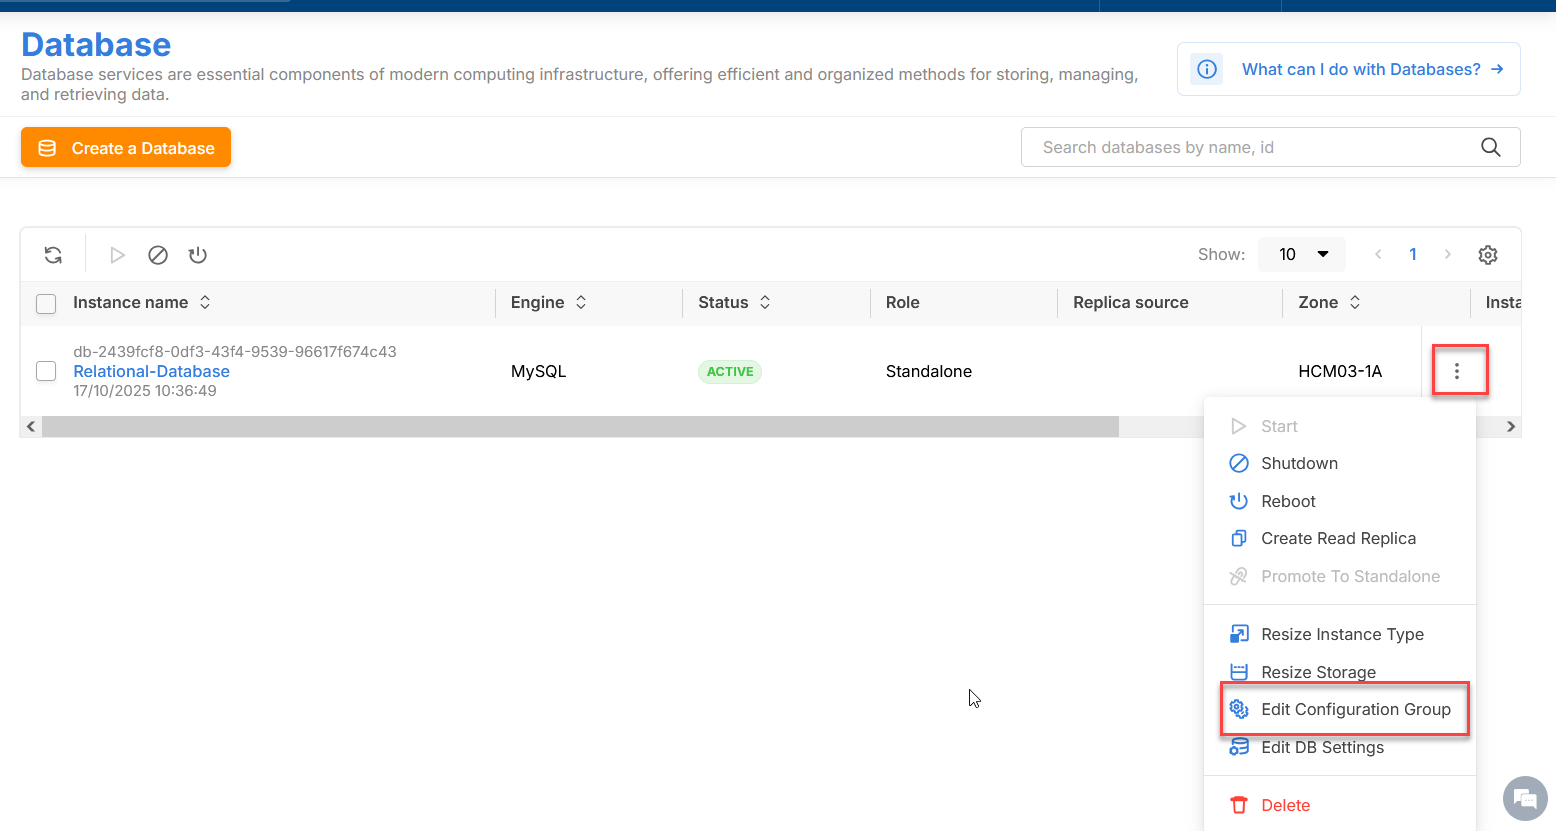 Database
Database services are essential components of modern computing infrastructure, offering efficient and organized methods for storing, managing,
and retrieving data.
What can I do with Databases?
Create a Database
Search databases by name, id
Show: 10 1
Instance name Engine Status Role Replica source Zone Insta
db-2439fcf8-0df3-43f4-9539-96617f674c43
Relational-Database MySQL ACTIVE Standalone HCM03-1A
17/10/2025 10:36:49
Start
Shutdown
Reboot
Create Read Replica
Promote To Standalone
Resize Instance Type
Resize Storage
Edit Configuration Group
Edit DB Settings
Delete